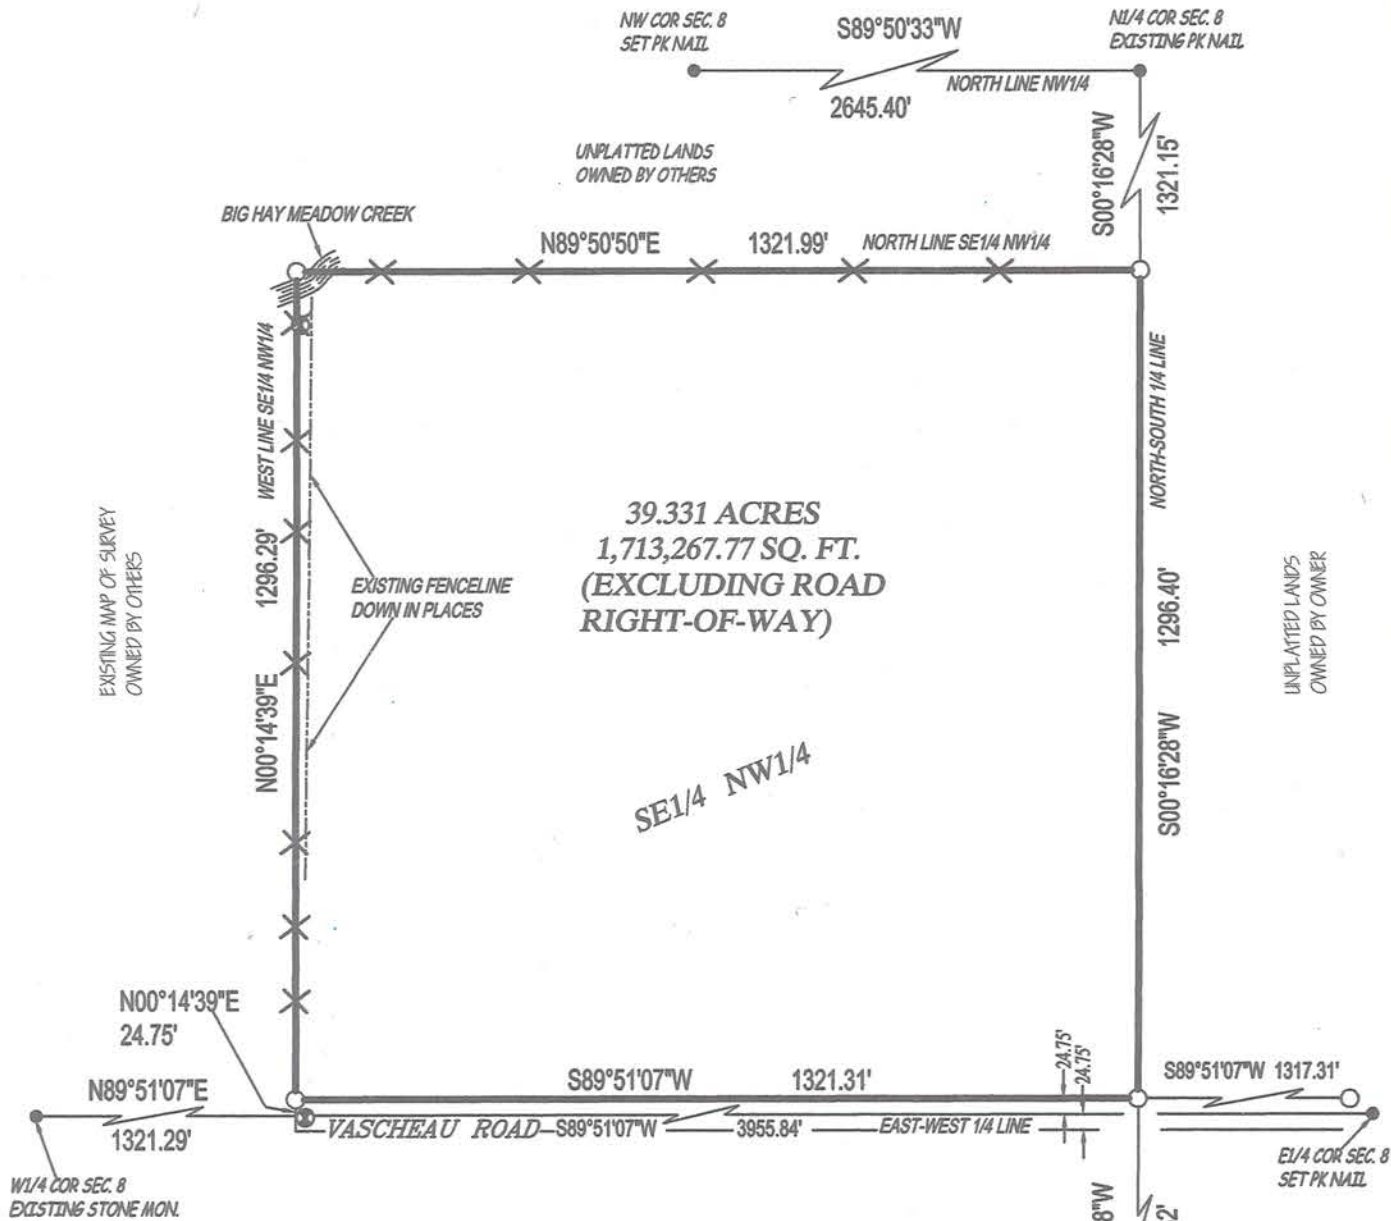 NW COR SEC. 8
SET PK NAIL
S89°50'33"W
N1/4 COR SEC. 8
EXISTING PK NAIL
NORTH LINE NW1/4
2645.40'
S00°16'28"W
1321.15'
UNPLATTED LANDS
OWNED BY OTHERS
BIG HAY MEADOW CREEK
N89°50'50"E
1321.99'
NORTH LINE SE1/4 NW1/4
WEST LINE SE1/4 NW1/4
NORTH-SOUTH 1/4 LINE
39.331 ACRES
1,713,267.77 SQ. FT.
(EXCLUDING ROAD
RIGHT-OF-WAY)
EXISTING MAP OF SURVEY
OWNED BY OTHERS
1296.29'
EXISTING FENCELINE
DOWN IN PLACES
1296.40'
UNPLATTED LANDS
OWNED BY OWNER
N00°14'39"E
SE1/4 NW1/4
S00°16'28"W
N00°14'39"E
24.75'
24.75'
24.75'
N89°51'07"E
1321.29'
S89°51'07"W
1321.31'
S89°51'07"W 1317.31'
VASCHEAU ROAD
S89°51'07"W
3955.84'
EAST-WEST 1/4 LINE
W1/4 COR SEC. 8
EXISTING STONE MON.
E1/4 COR SEC. 8
SET PK NAIL
8"W
2'